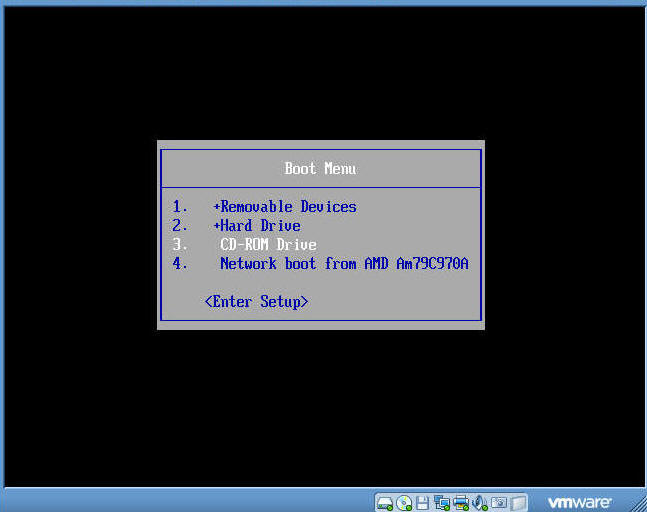 Boot Menu
1. +Removable Devices
2. +Hard Drive
3. CD-ROM Drive
4. Network boot from AMD Am79C970A
<Enter Setup>
vmware